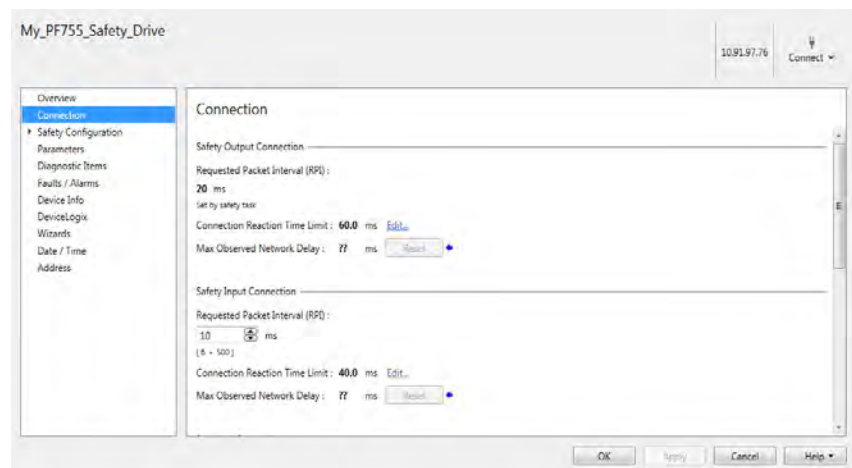 My_PF755_Safety_Drive
10.91.97.76
Connect
Overview
Connection
Safety Configuration
Parameters
Diagnostic Items
Faults / Alarms
Device Info
DeviceLogix
Wizards
Date / Time
Address
Connection
Safety Output Connection
Requested Packet Interval (RPI) :
20 ms
Set by safety task
Connection Reaction Time Limit : 60.0 ms Edit...
Max Observed Network Delay : ?? ms Reset
Safety Input Connection
Requested Packet Interval (RPI) :
10 ms
[ 6 - 500 ]
Connection Reaction Time Limit : 40.0 ms Edit...
Max Observed Network Delay : ?? ms Reset
OK Apply Cancel Help